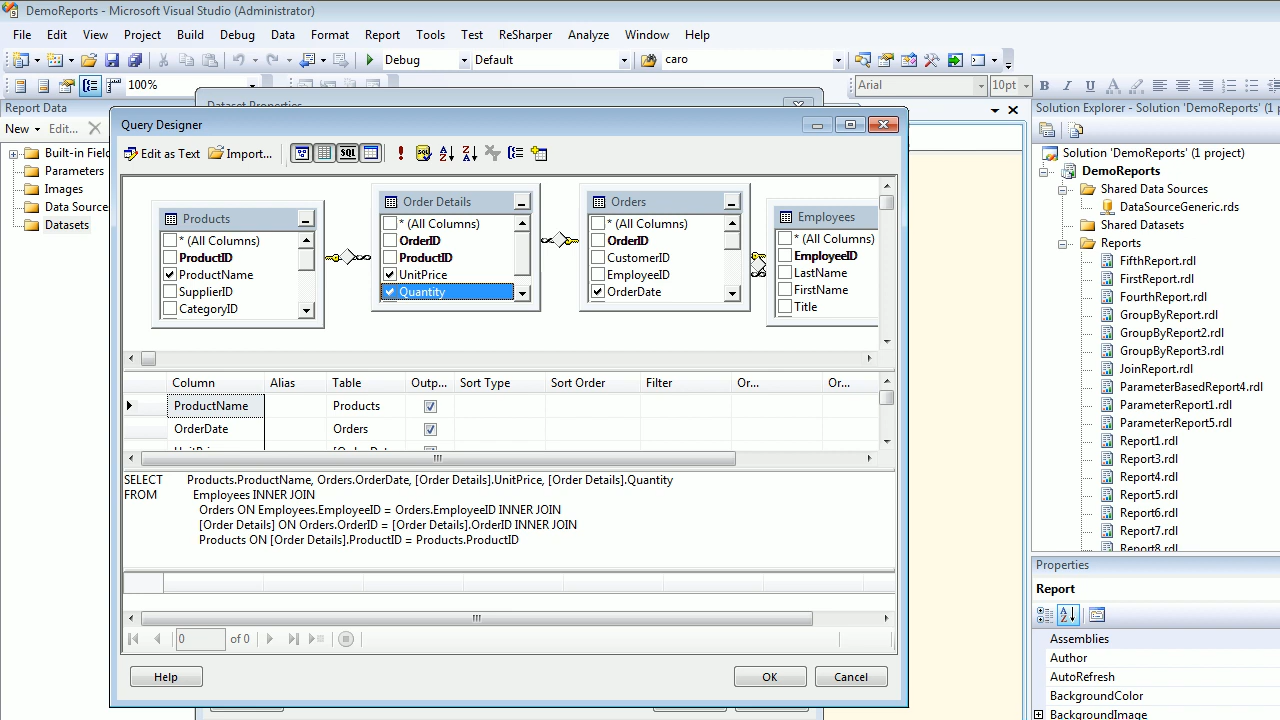 DemoReports - Microsoft Visual Studio (Administrator)
File Edit View Project Build Debug Data Format Report Tools Test ReSharper Analyze Window Help
Debug Default caro
100% Arial 10pt B I U A
Report Data
New Edit...
Built-in Field
Parameters
Images
Data Source
Datasets
Dataset Properties
Query Designer
Edit as Text Import... SQL
Products
* (All Columns)
ProductID
ProductName
SupplierID
CategoryID
Order Details
* (All Columns)
OrderID
ProductID
UnitPrice
Quantity
Orders
* (All Columns)
OrderID
CustomerID
EmployeeID
OrderDate
Employees
* (All Columns)
EmployeeID
LastName
FirstName
Title
Column Alias Table Outp... Sort Type Sort Order Filter Or... Or...
ProductName Products
OrderDate Orders
SELECT Products.ProductName, Orders.OrderDate, [Order Details].UnitPrice, [Order Details].Quantity
FROM Employees INNER JOIN
Orders ON Employees.EmployeeID = Orders.EmployeeID INNER JOIN
[Order Details] ON Orders.OrderID = [Order Details].OrderID INNER JOIN
Products ON [Order Details].ProductID = Products.ProductID
0 of 0
Help OK Cancel
Solution Explorer - Solution 'DemoReports' (1 p
Solution 'DemoReports' (1 project)
DemoReports
Shared Data Sources
DataSourceGeneric.rds
Shared Datasets
Reports
FifthReport.rdl
FirstReport.rdl
FourthReport.rdl
GroupByReport.rdl
GroupByReport2.rdl
GroupByReport3.rdl
JoinReport.rdl
ParameterBasedReport4.rdl
ParameterReport1.rdl
ParameterReport5.rdl
Report1.rdl
Report3.rdl
Report4.rdl
Report5.rdl
Report6.rdl
Report7.rdl
Report8.rdl
Properties
Report
Assemblies
Author
AutoRefresh
BackgroundColor
BackgroundImage